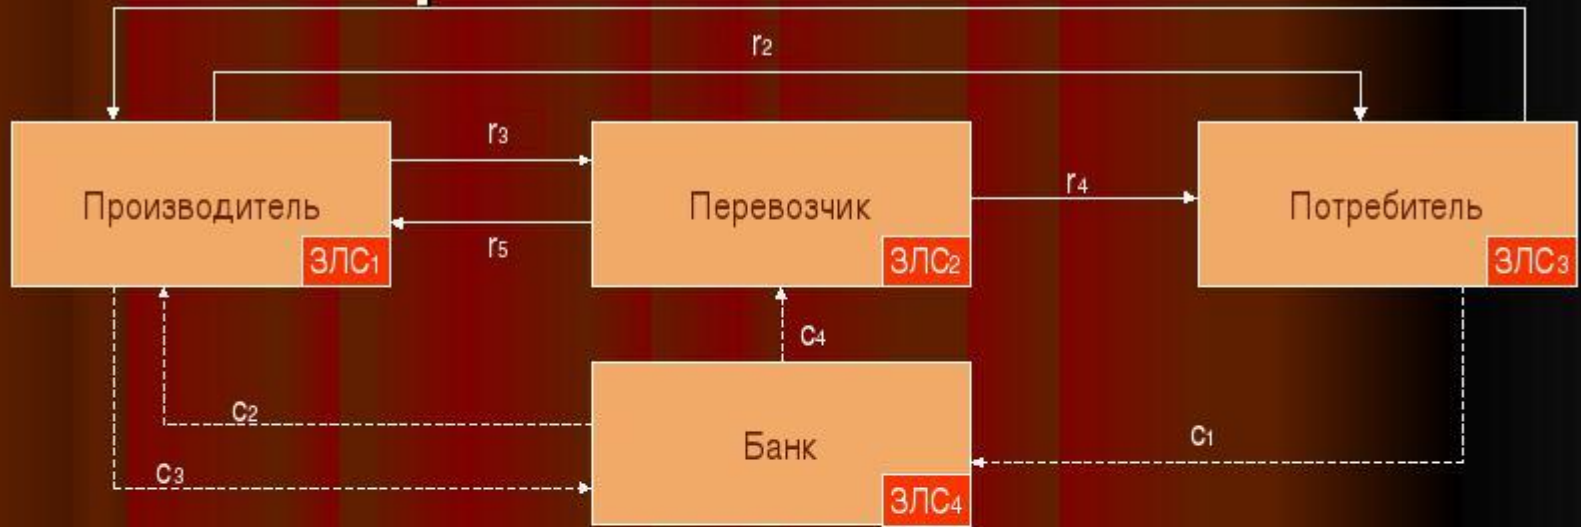 r2
r3
Производитель
Перевозчик
r4
Потребитель
r5
ЗЛС1
ЗЛС2
ЗЛС3
c4
c2
Банк
c1
c3
ЗЛС4